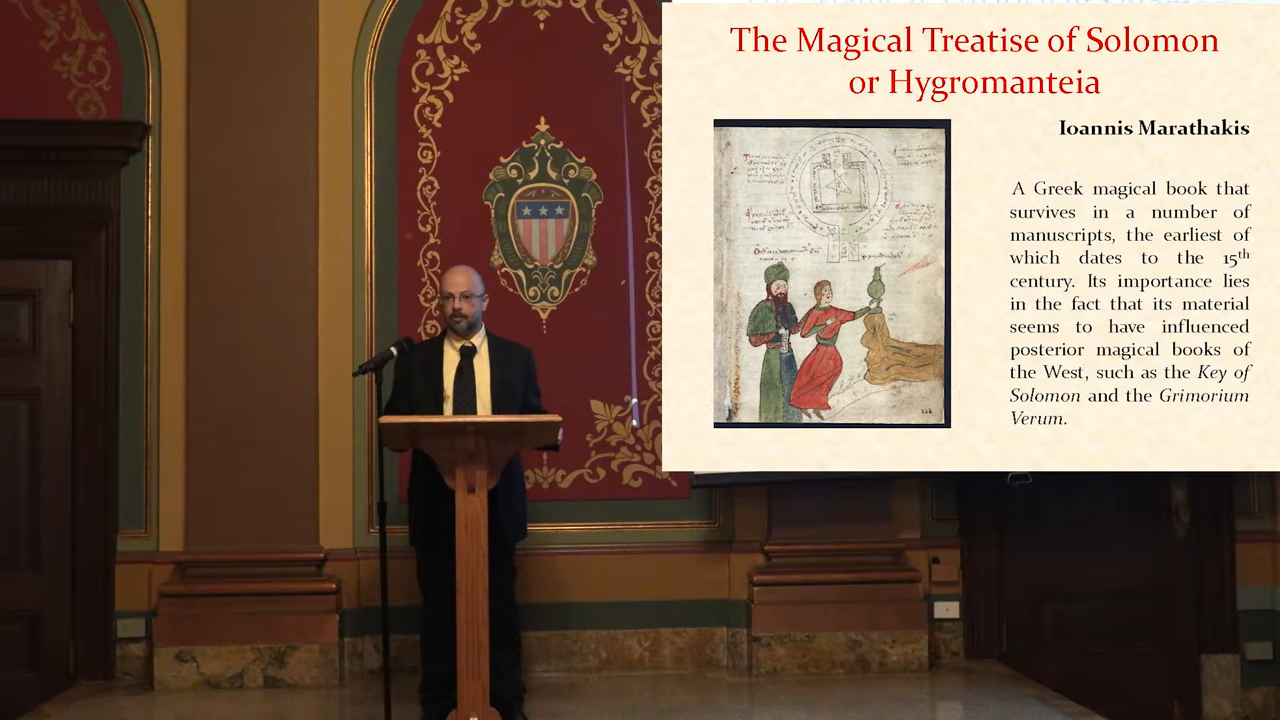 The Magical Treatise of Solomon
or Hygromanteia
Ioannis Marathakis
A Greek magical book that
survives in a number of
manuscripts, the earliest of
which dates to the 15th
century. Its importance lies
in the fact that its material
seems to have influenced
posterior magical books of
the West, such as the Key of
Solomon and the Grimorium
Verum.